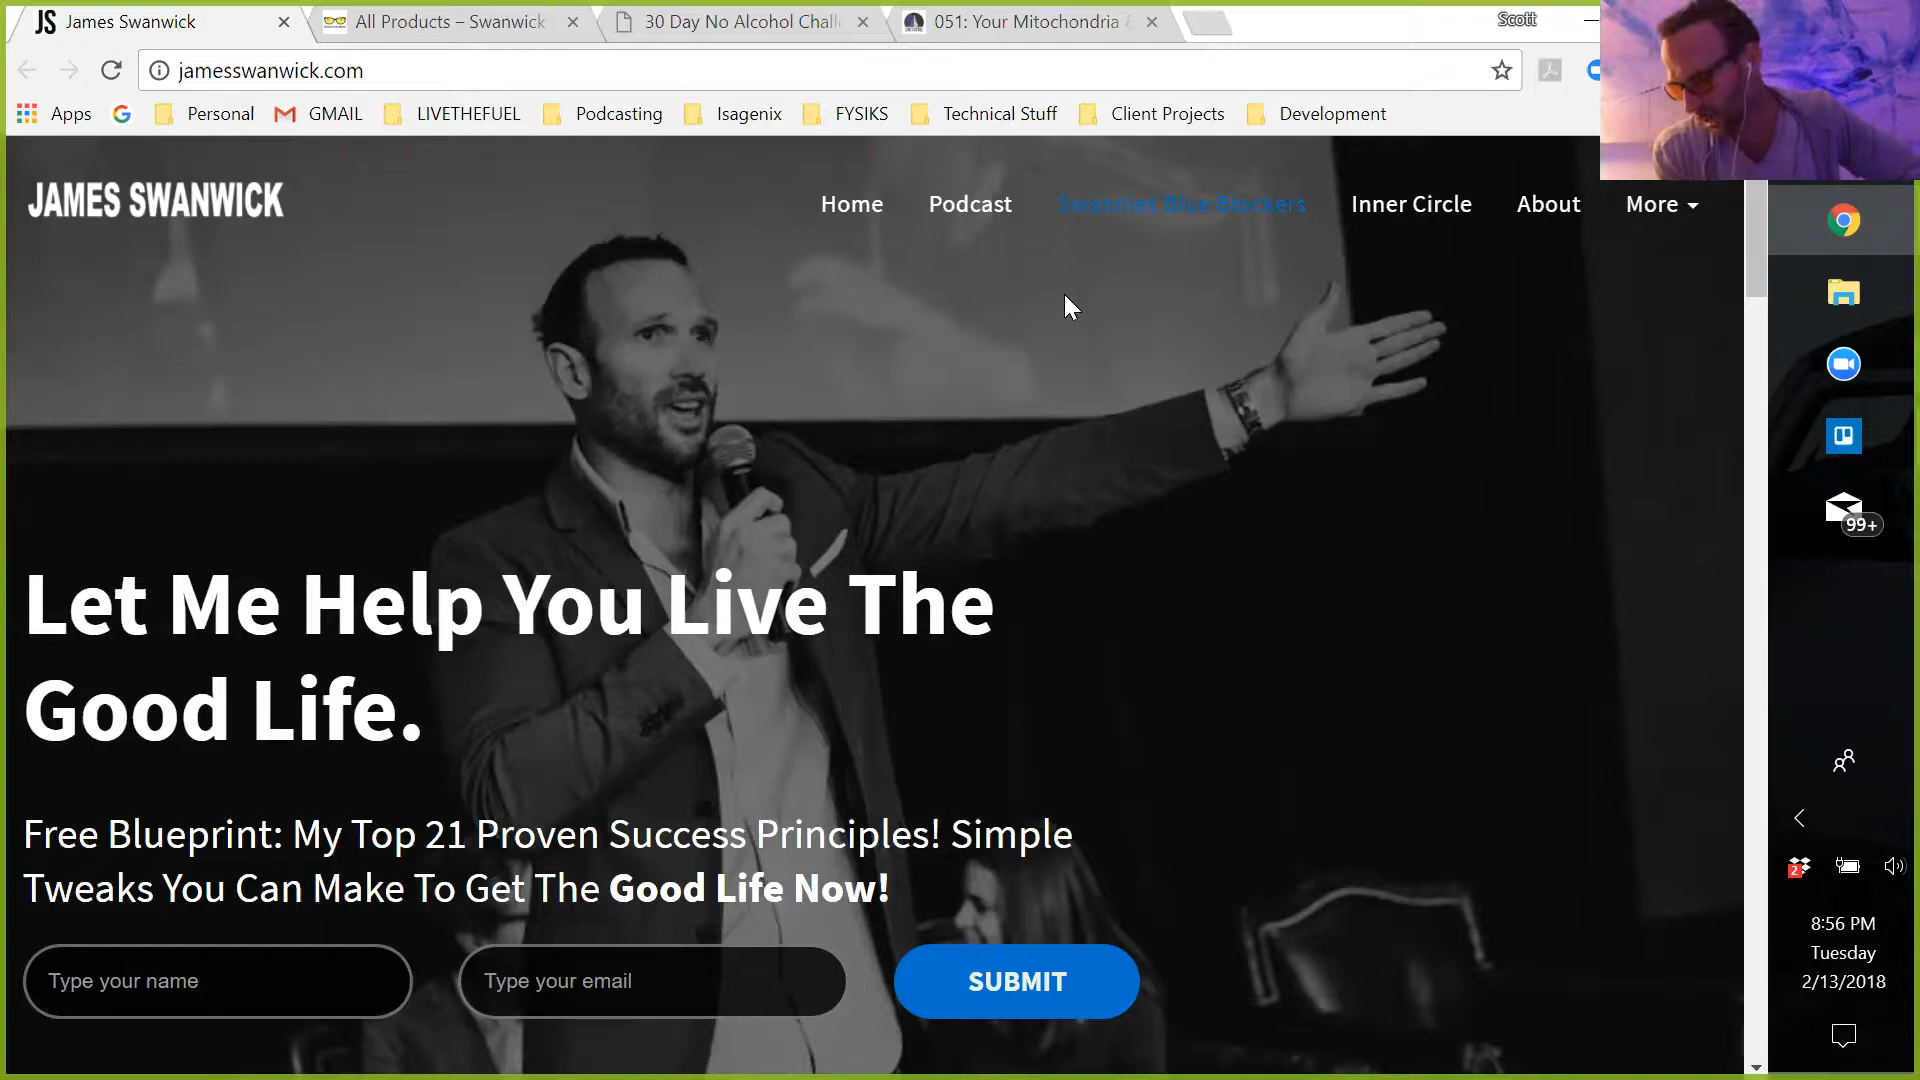 JS James Swanwick
All Products – Swanwick
30 Day No Alcohol Chall
051: Your Mitochondria &
Scott
jamesswanwick.com
Apps
G
Personal
GMAIL
LIVETHEFUEL
Podcasting
Isagenix
FYSIKS
Technical Stuff
Client Projects
Development
JAMES SWANWICK
Home
Podcast
Swannies Blue Blockers
Inner Circle
About
More
Let Me Help You Live The
Good Life.
Free Blueprint: My Top 21 Proven Success Principles! Simple
Tweaks You Can Make To Get The Good Life Now!
Type your name
Type your email
SUBMIT
99+
2
8:56 PM
Tuesday
2/13/2018